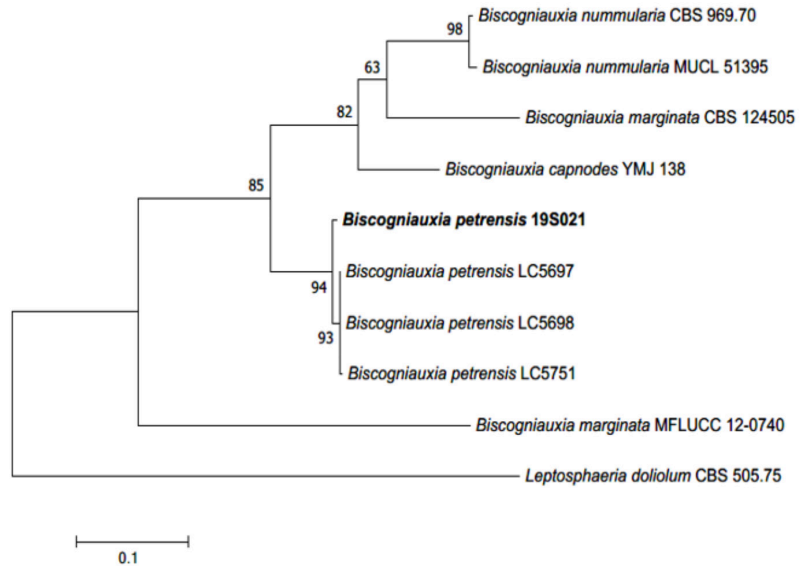 Biscogniauxia nummularia CBS 969.70
98
Biscogniauxia nummularia MUCL 51395
63
Biscogniauxia marginata CBS 124505
82
Biscogniauxia capnodes YMJ 138
85
Biscogniauxia petrensis 19S021
Biscogniauxia petrensis LC5697
94
Biscogniauxia petrensis LC5698
93
Biscogniauxia petrensis LC5751
Biscogniauxia marginata MFLUCC 12-0740
Leptosphaeria doliolum CBS 505.75
0.1